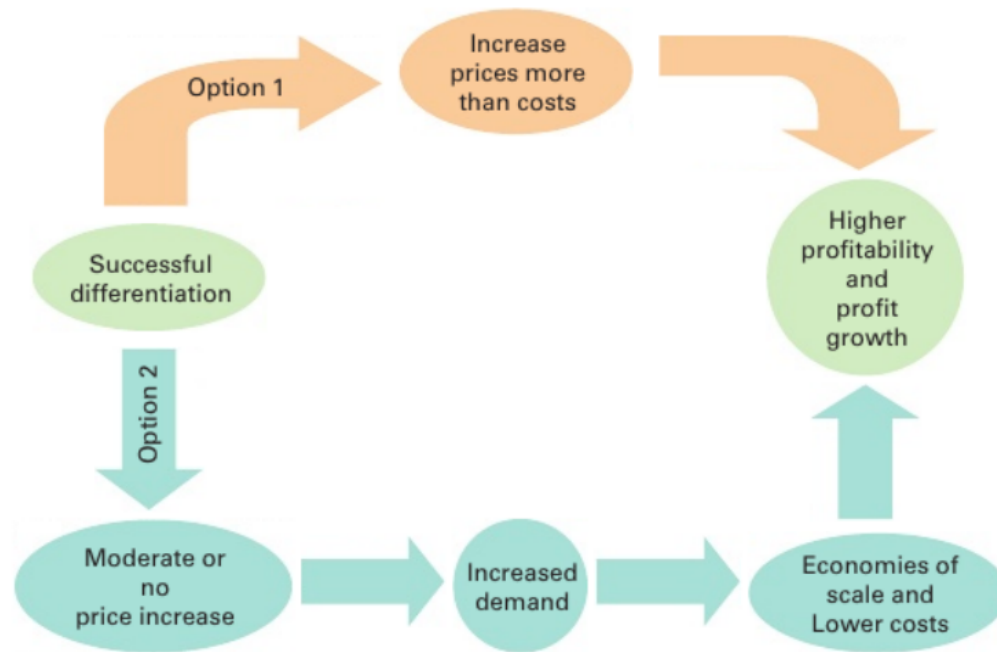 Increase
prices more
than costs
Option 1
Successful
differentiation
Higher
profitability
and
profit
growth
Option 2
Moderate or
no
price increase
Increased
demand
Economies of
scale and
Lower costs